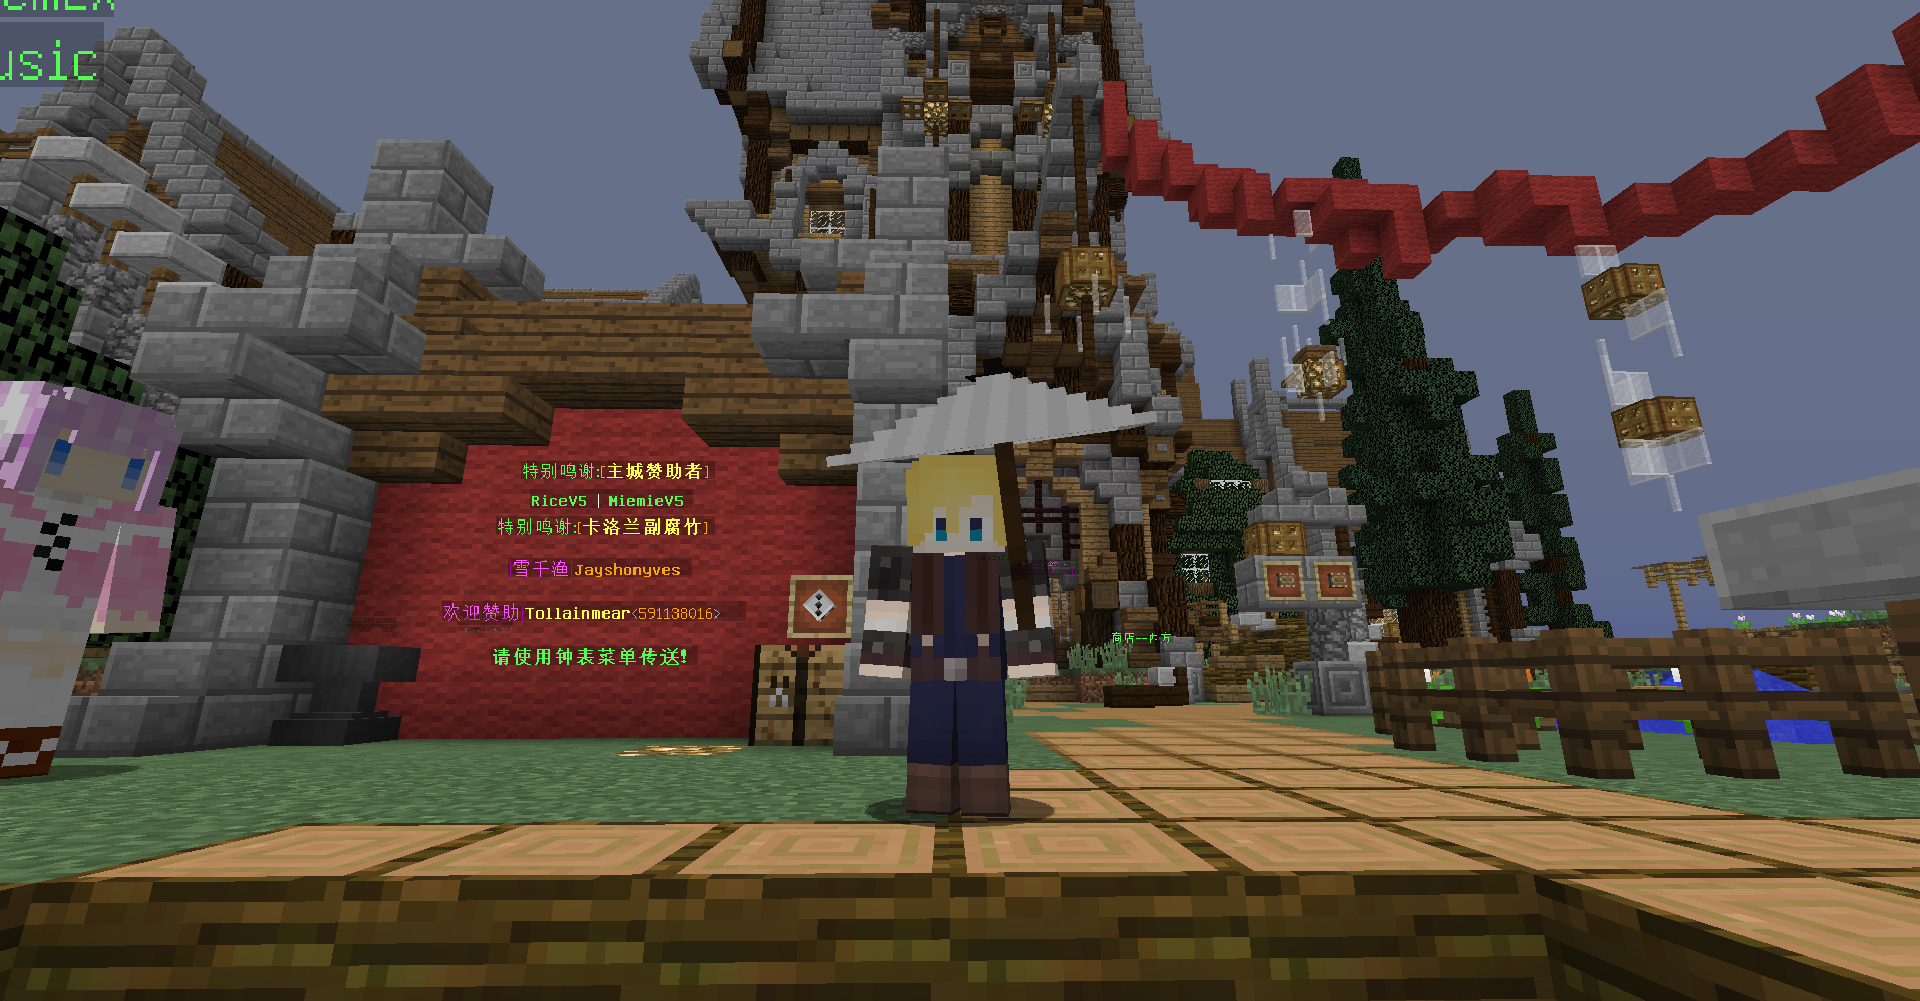 usic
特别鸣谢:[主城赞助者]
RiceVS | MiemieVS
特别鸣谢:[卡洛兰副腐竹]
雪千渔 Jayshonyves
欢迎赞助 Tollainmear<591138016>
请使用钟表菜单传送!